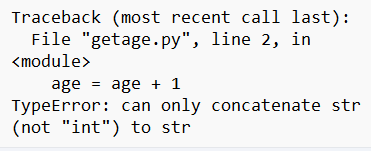 Traceback (most recent call last):
  File "getage.py", line 2, in
<module>
    age = age + 1
TypeError: can only concatenate str
(not "int") to str